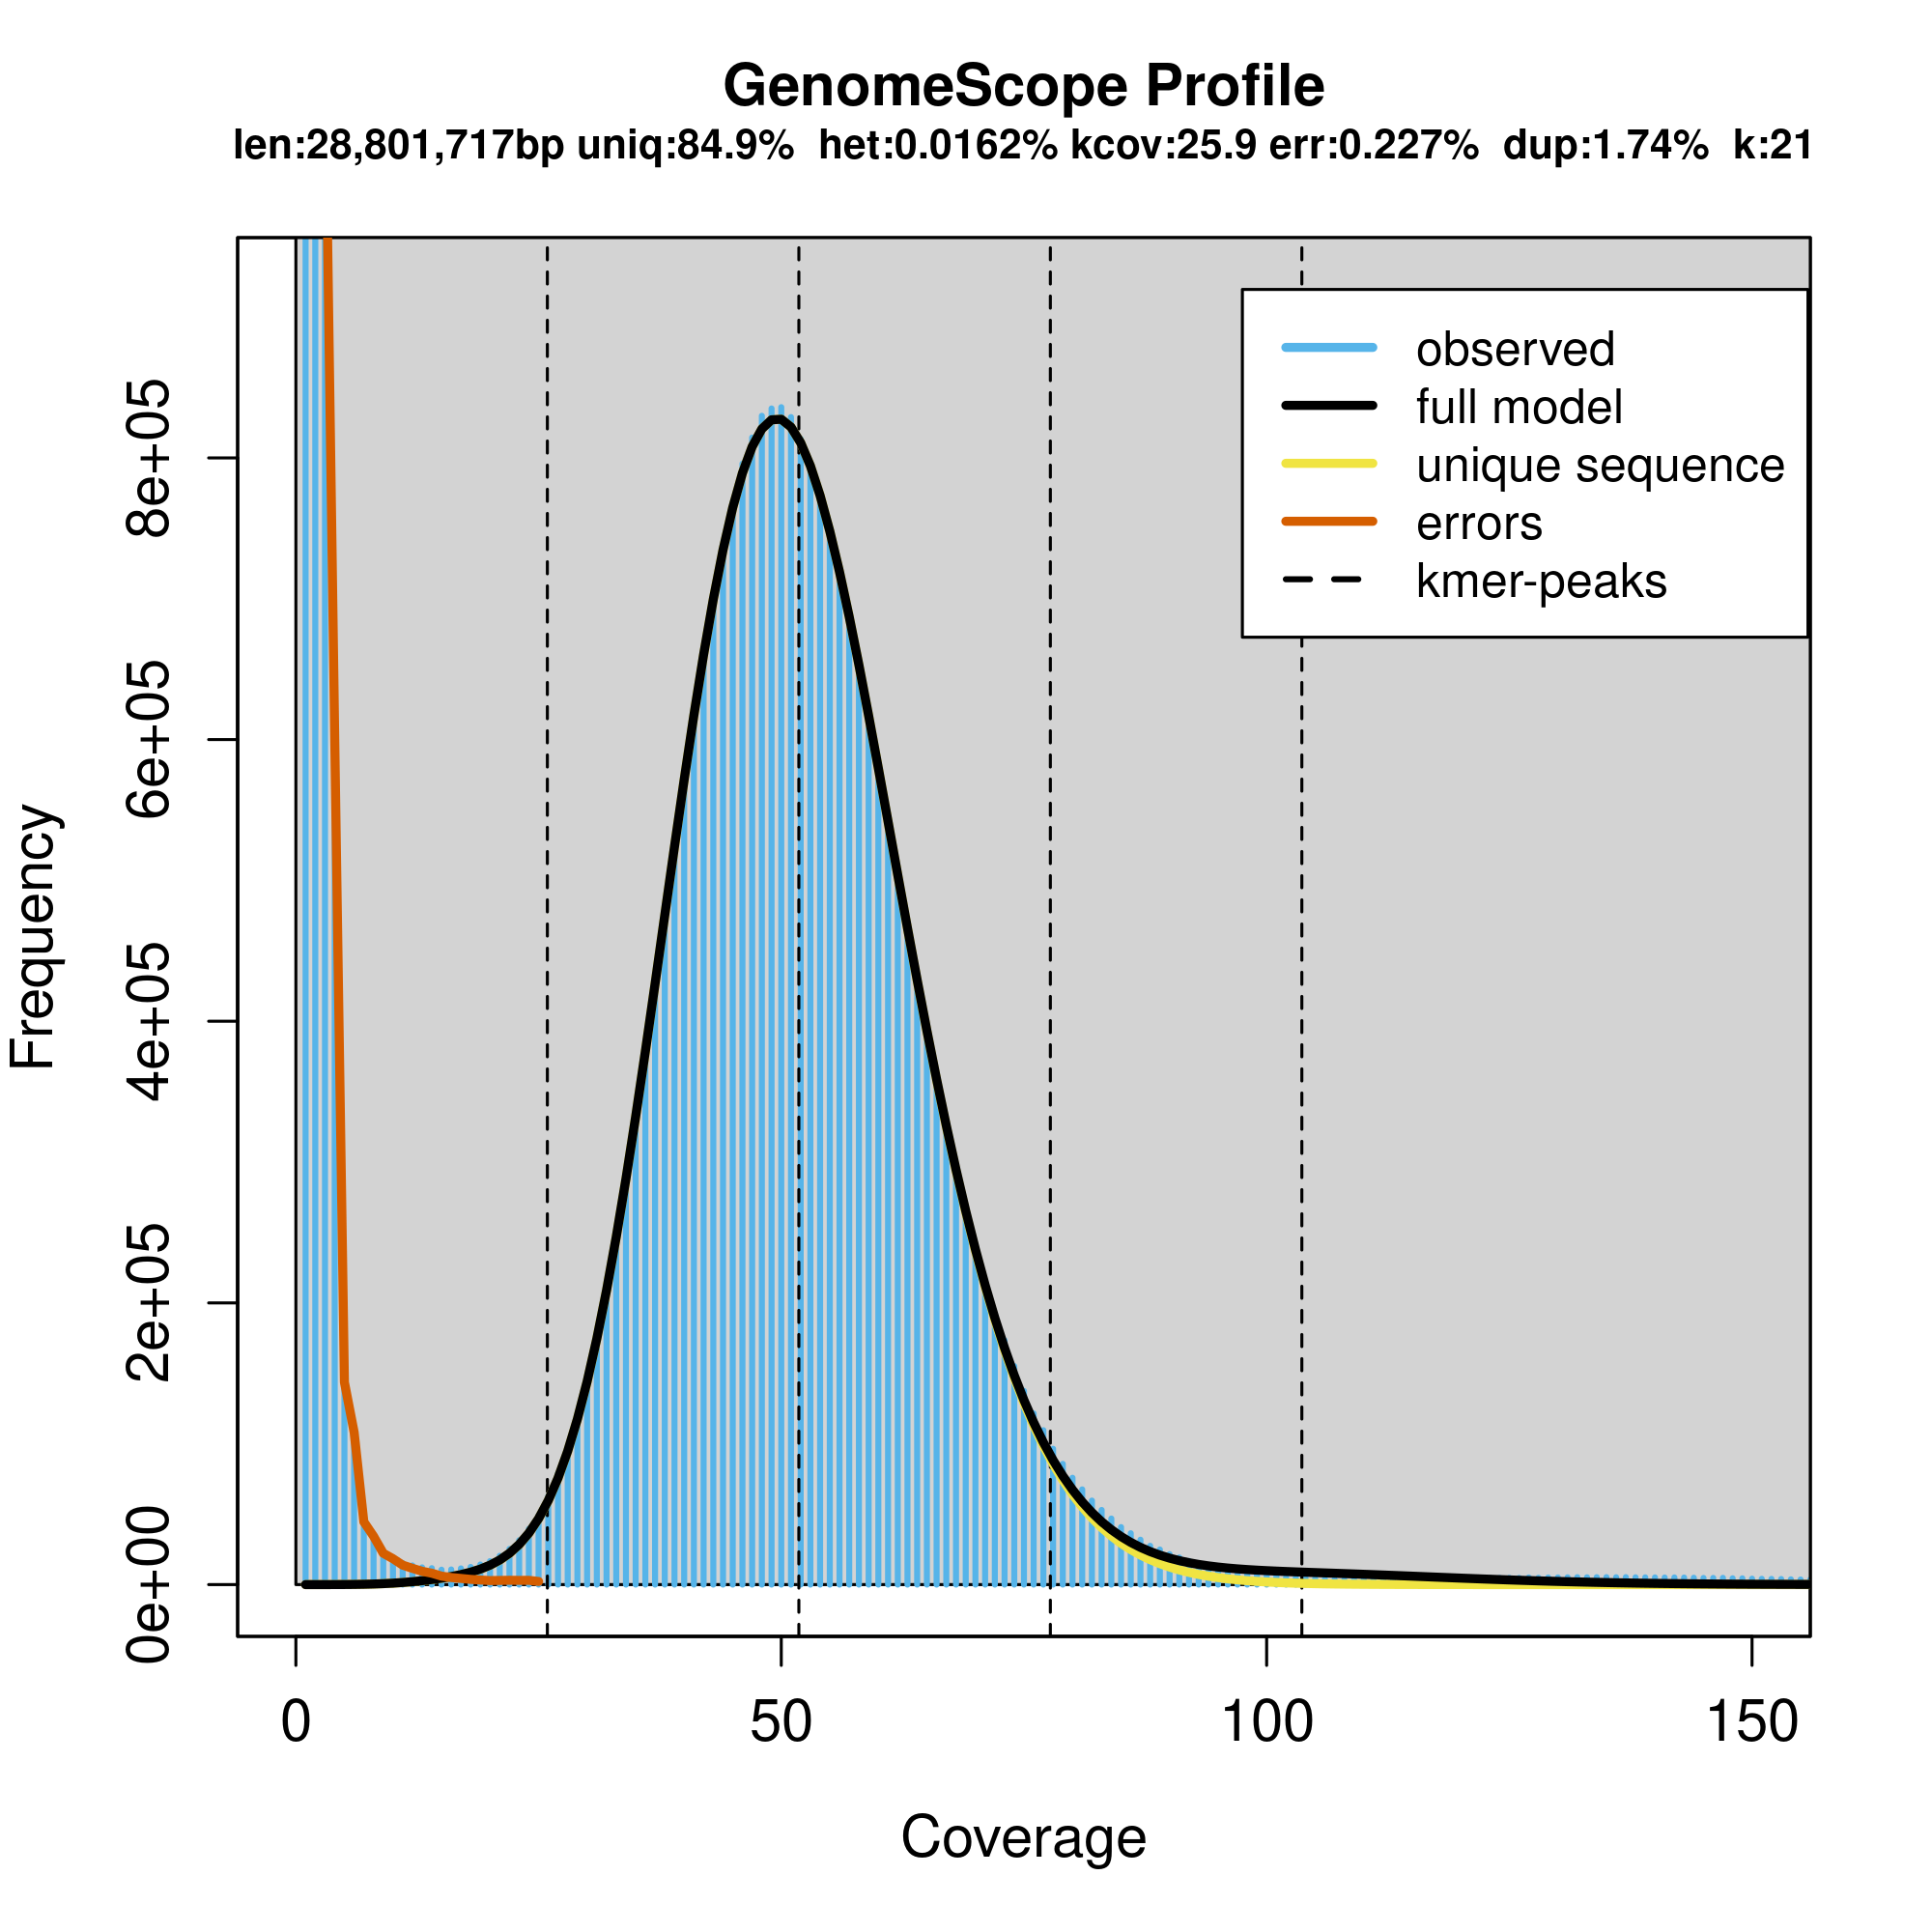 GenomeScope Profile
len:28,801,717bp uniq:84.9% het:0.0162% kcov:25.9 err:0.227% dup:1.74% k:21
observed
full model
unique sequence
errors
kmer-peaks
Frequency
8e+05
6e+05
4e+05
2e+05
0e+00
0 50 100 150
Coverage